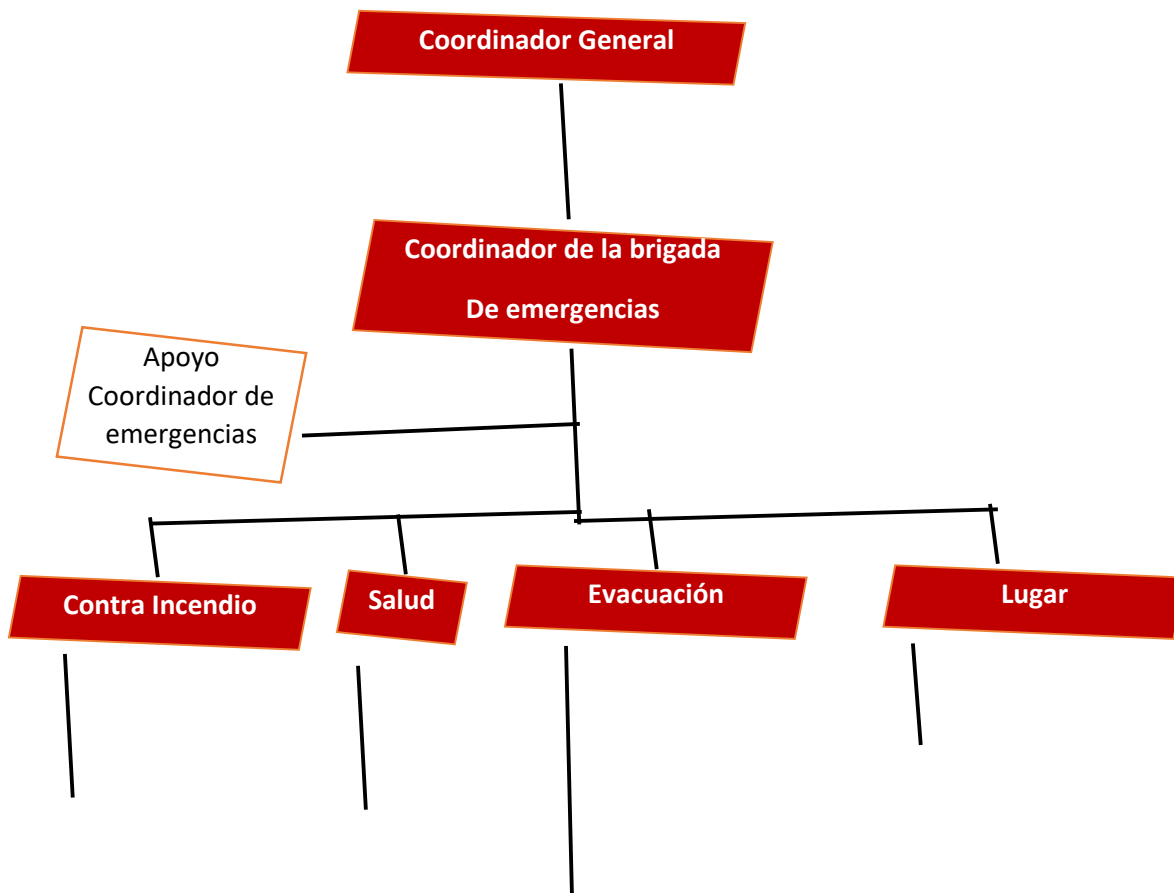 Coordinador General
Coordinador de la brigada
De emergencias
Apoyo
Coordinador de
emergencias
Contra Incendio
Salud
Evacuación
Lugar